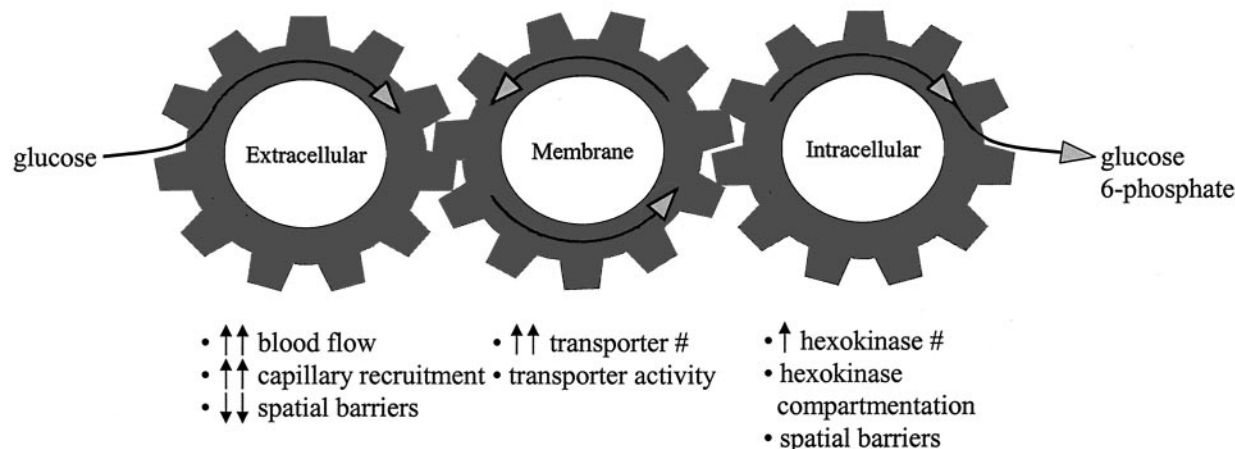 glucose
Extracellular
Membrane
Intracellular
glucose
6-phosphate
• ↑↑ blood flow
• ↑↑ capillary recruitment
• ↓↓ spatial barriers
• ↑↑ transporter #
• transporter activity
• ↑ hexokinase #
• hexokinase
compartmentation
• spatial barriers